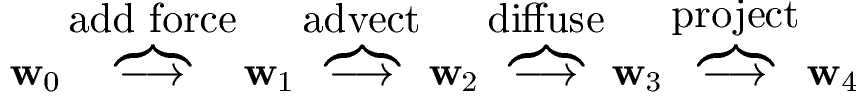 add force advect diffuse project
w₀ ⟶ w₁ ⟶ w₂ ⟶ w₃ ⟶ w₄